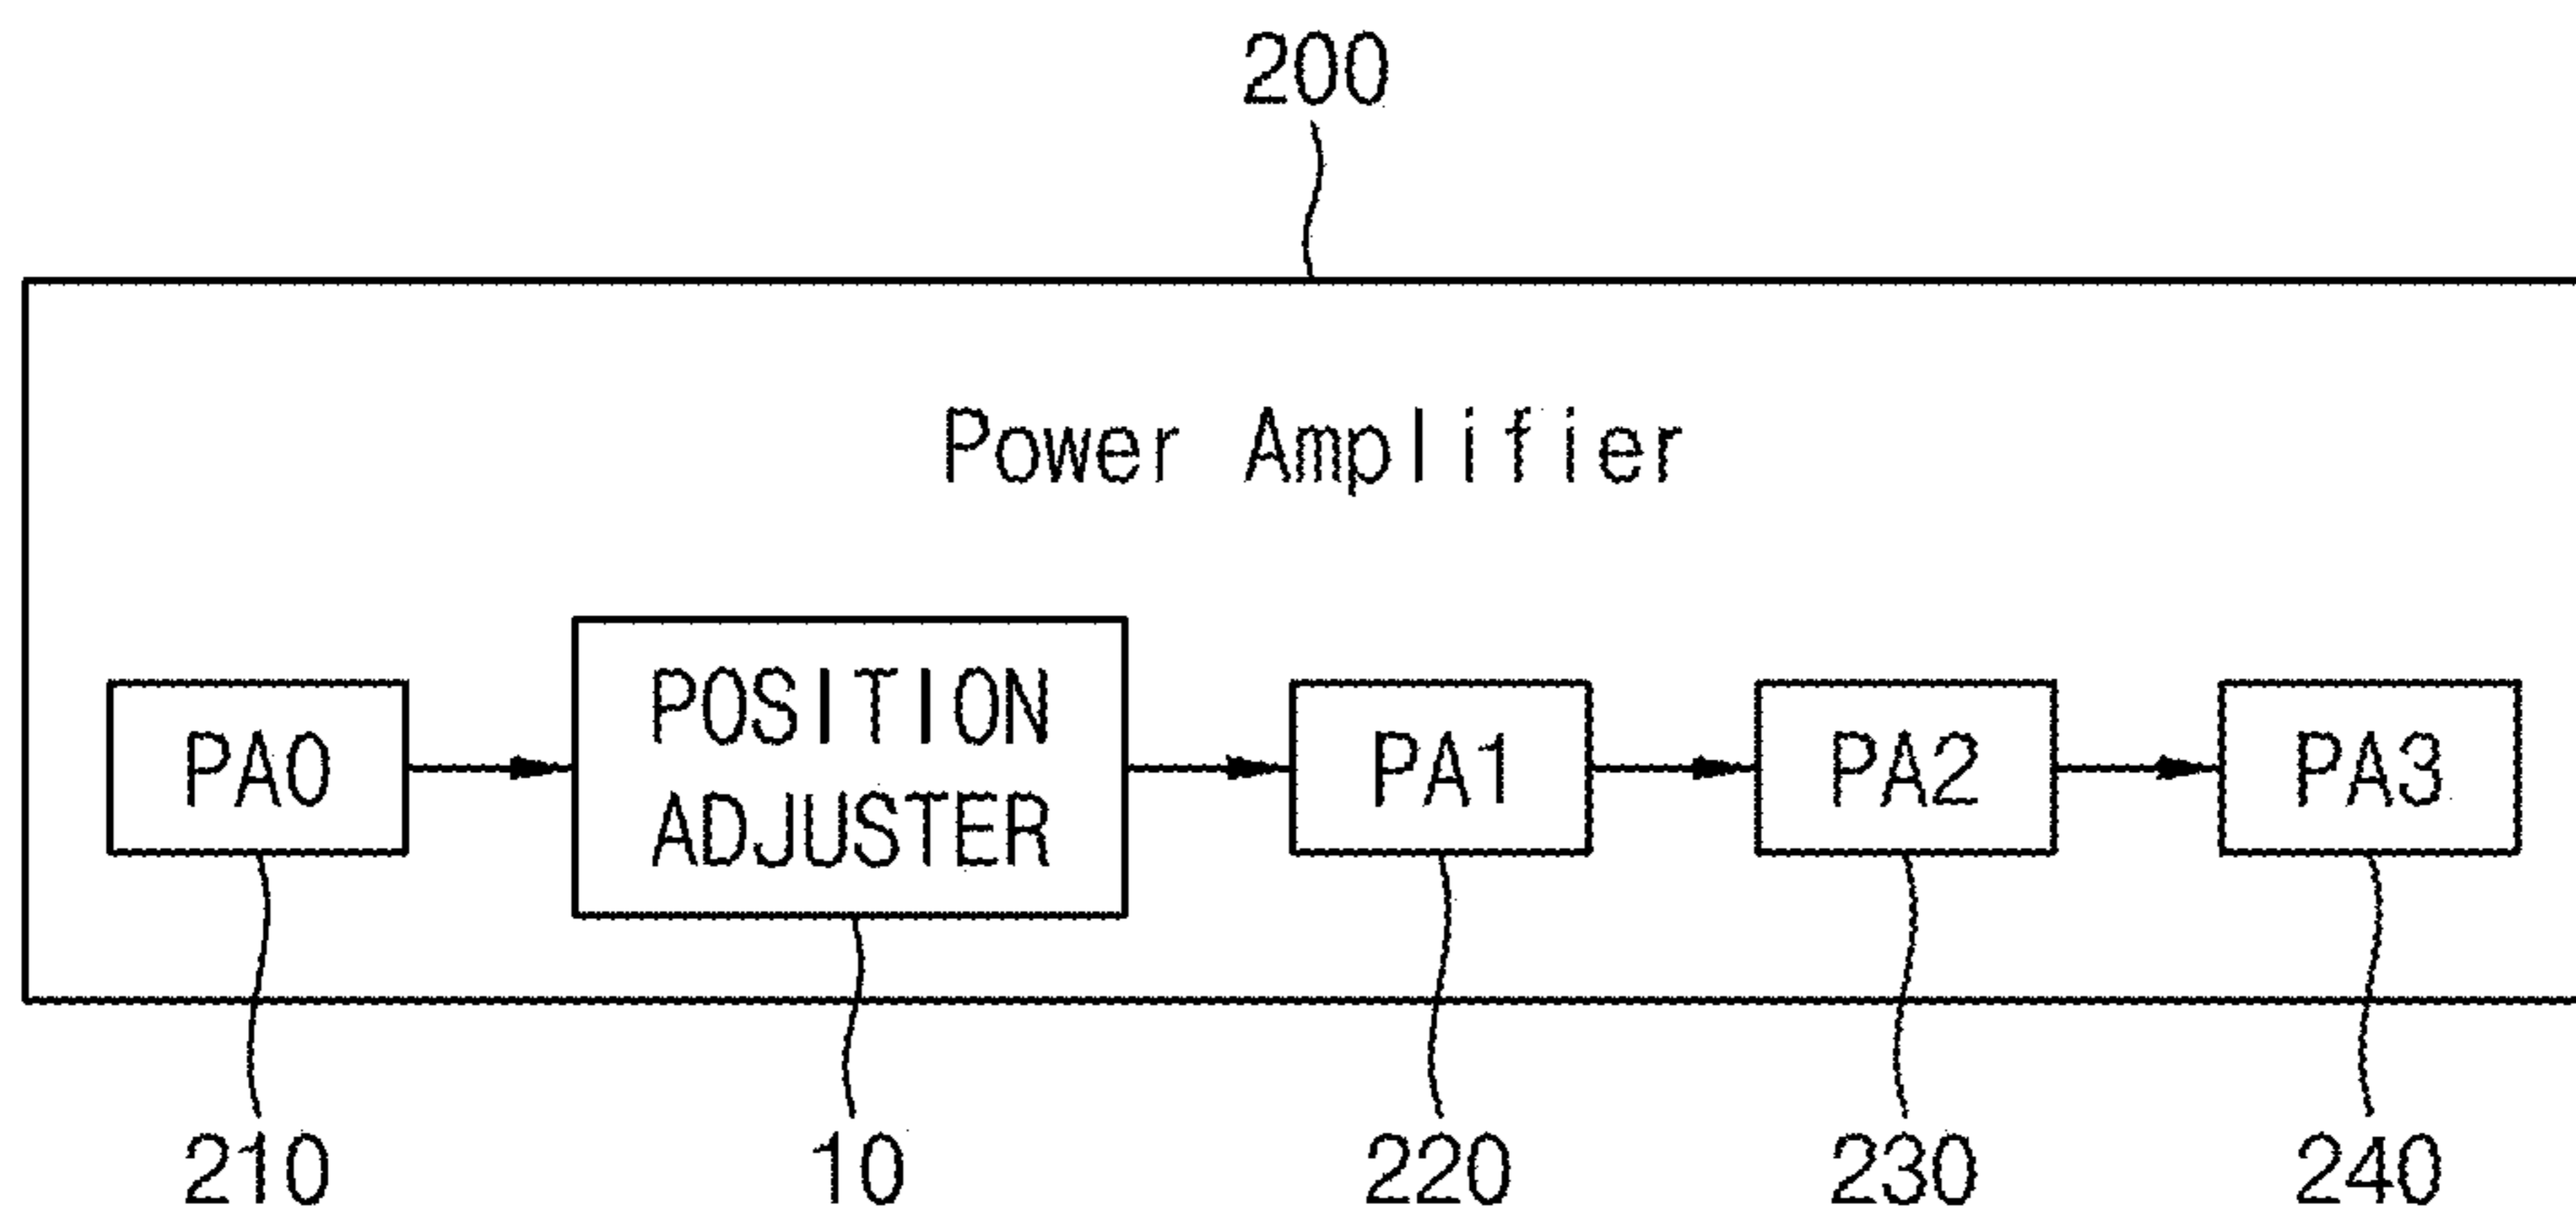 200
Power Amplifier
PA0
POSITION
ADJUSTER
PA1
PA2
PA3
210
10
220
230
240